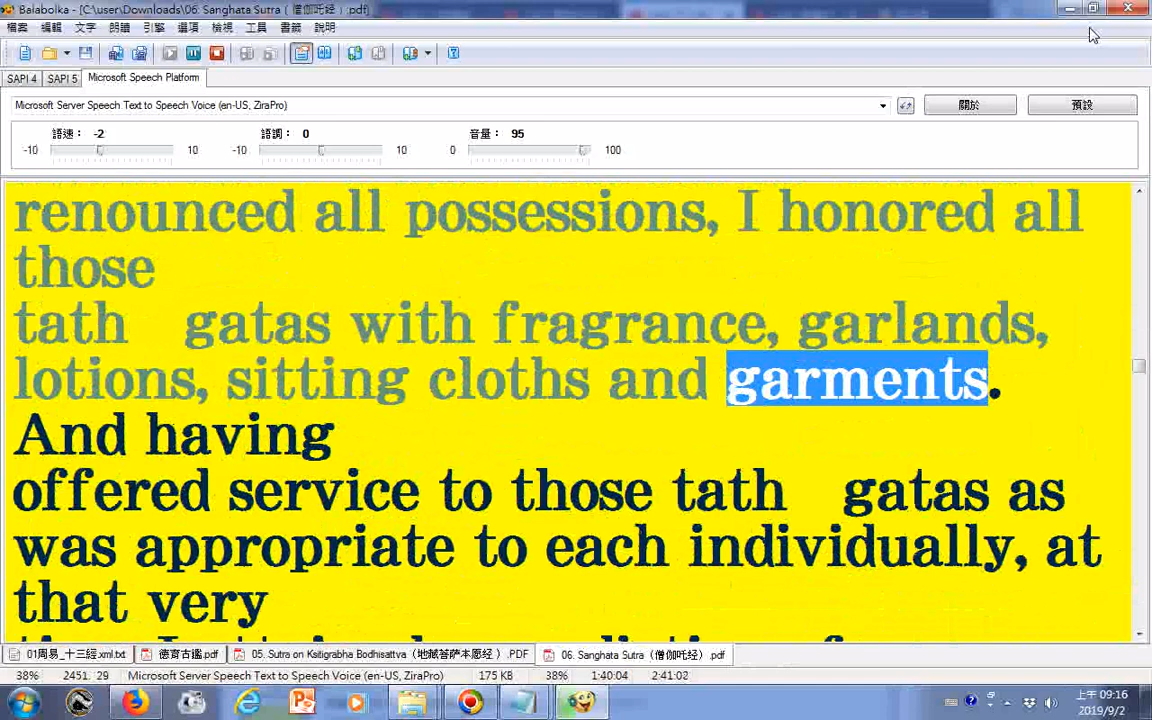 Balabolka - [C:\user\Downloads\06. Sanghata Sutra（僧伽吒经）.pdf]
檔案 編輯 文字 朗讀 引擎 選項 檢視 工具 書籤 說明
SAPI 4 SAPI 5 Microsoft Speech Platform
Microsoft Server Speech Text to Speech Voice (en-US, ZiraPro) 關於 預設
語速： -2 語調： 0 音量： 95
-10 10 -10 10 0 100
renounced all possessions, I honored all
those
tath gatas with fragrance, garlands,
lotions, sitting cloths and garments.
And having
offered service to those tath gatas as
was appropriate to each individually, at
that very
01周易_十三經.xml.txt 德育古鑑.pdf 05. Sutra on Ksitigrabha Bodhisattva（地藏菩萨本愿经）.PDF 06. Sanghata Sutra（僧伽吒经）.pdf
38% 2451: 29 Microsoft Server Speech Text to Speech Voice (en-US, ZiraPro) 175 KB 38% 1:40:04 2:41:02
上午 09:16
2019/9/2